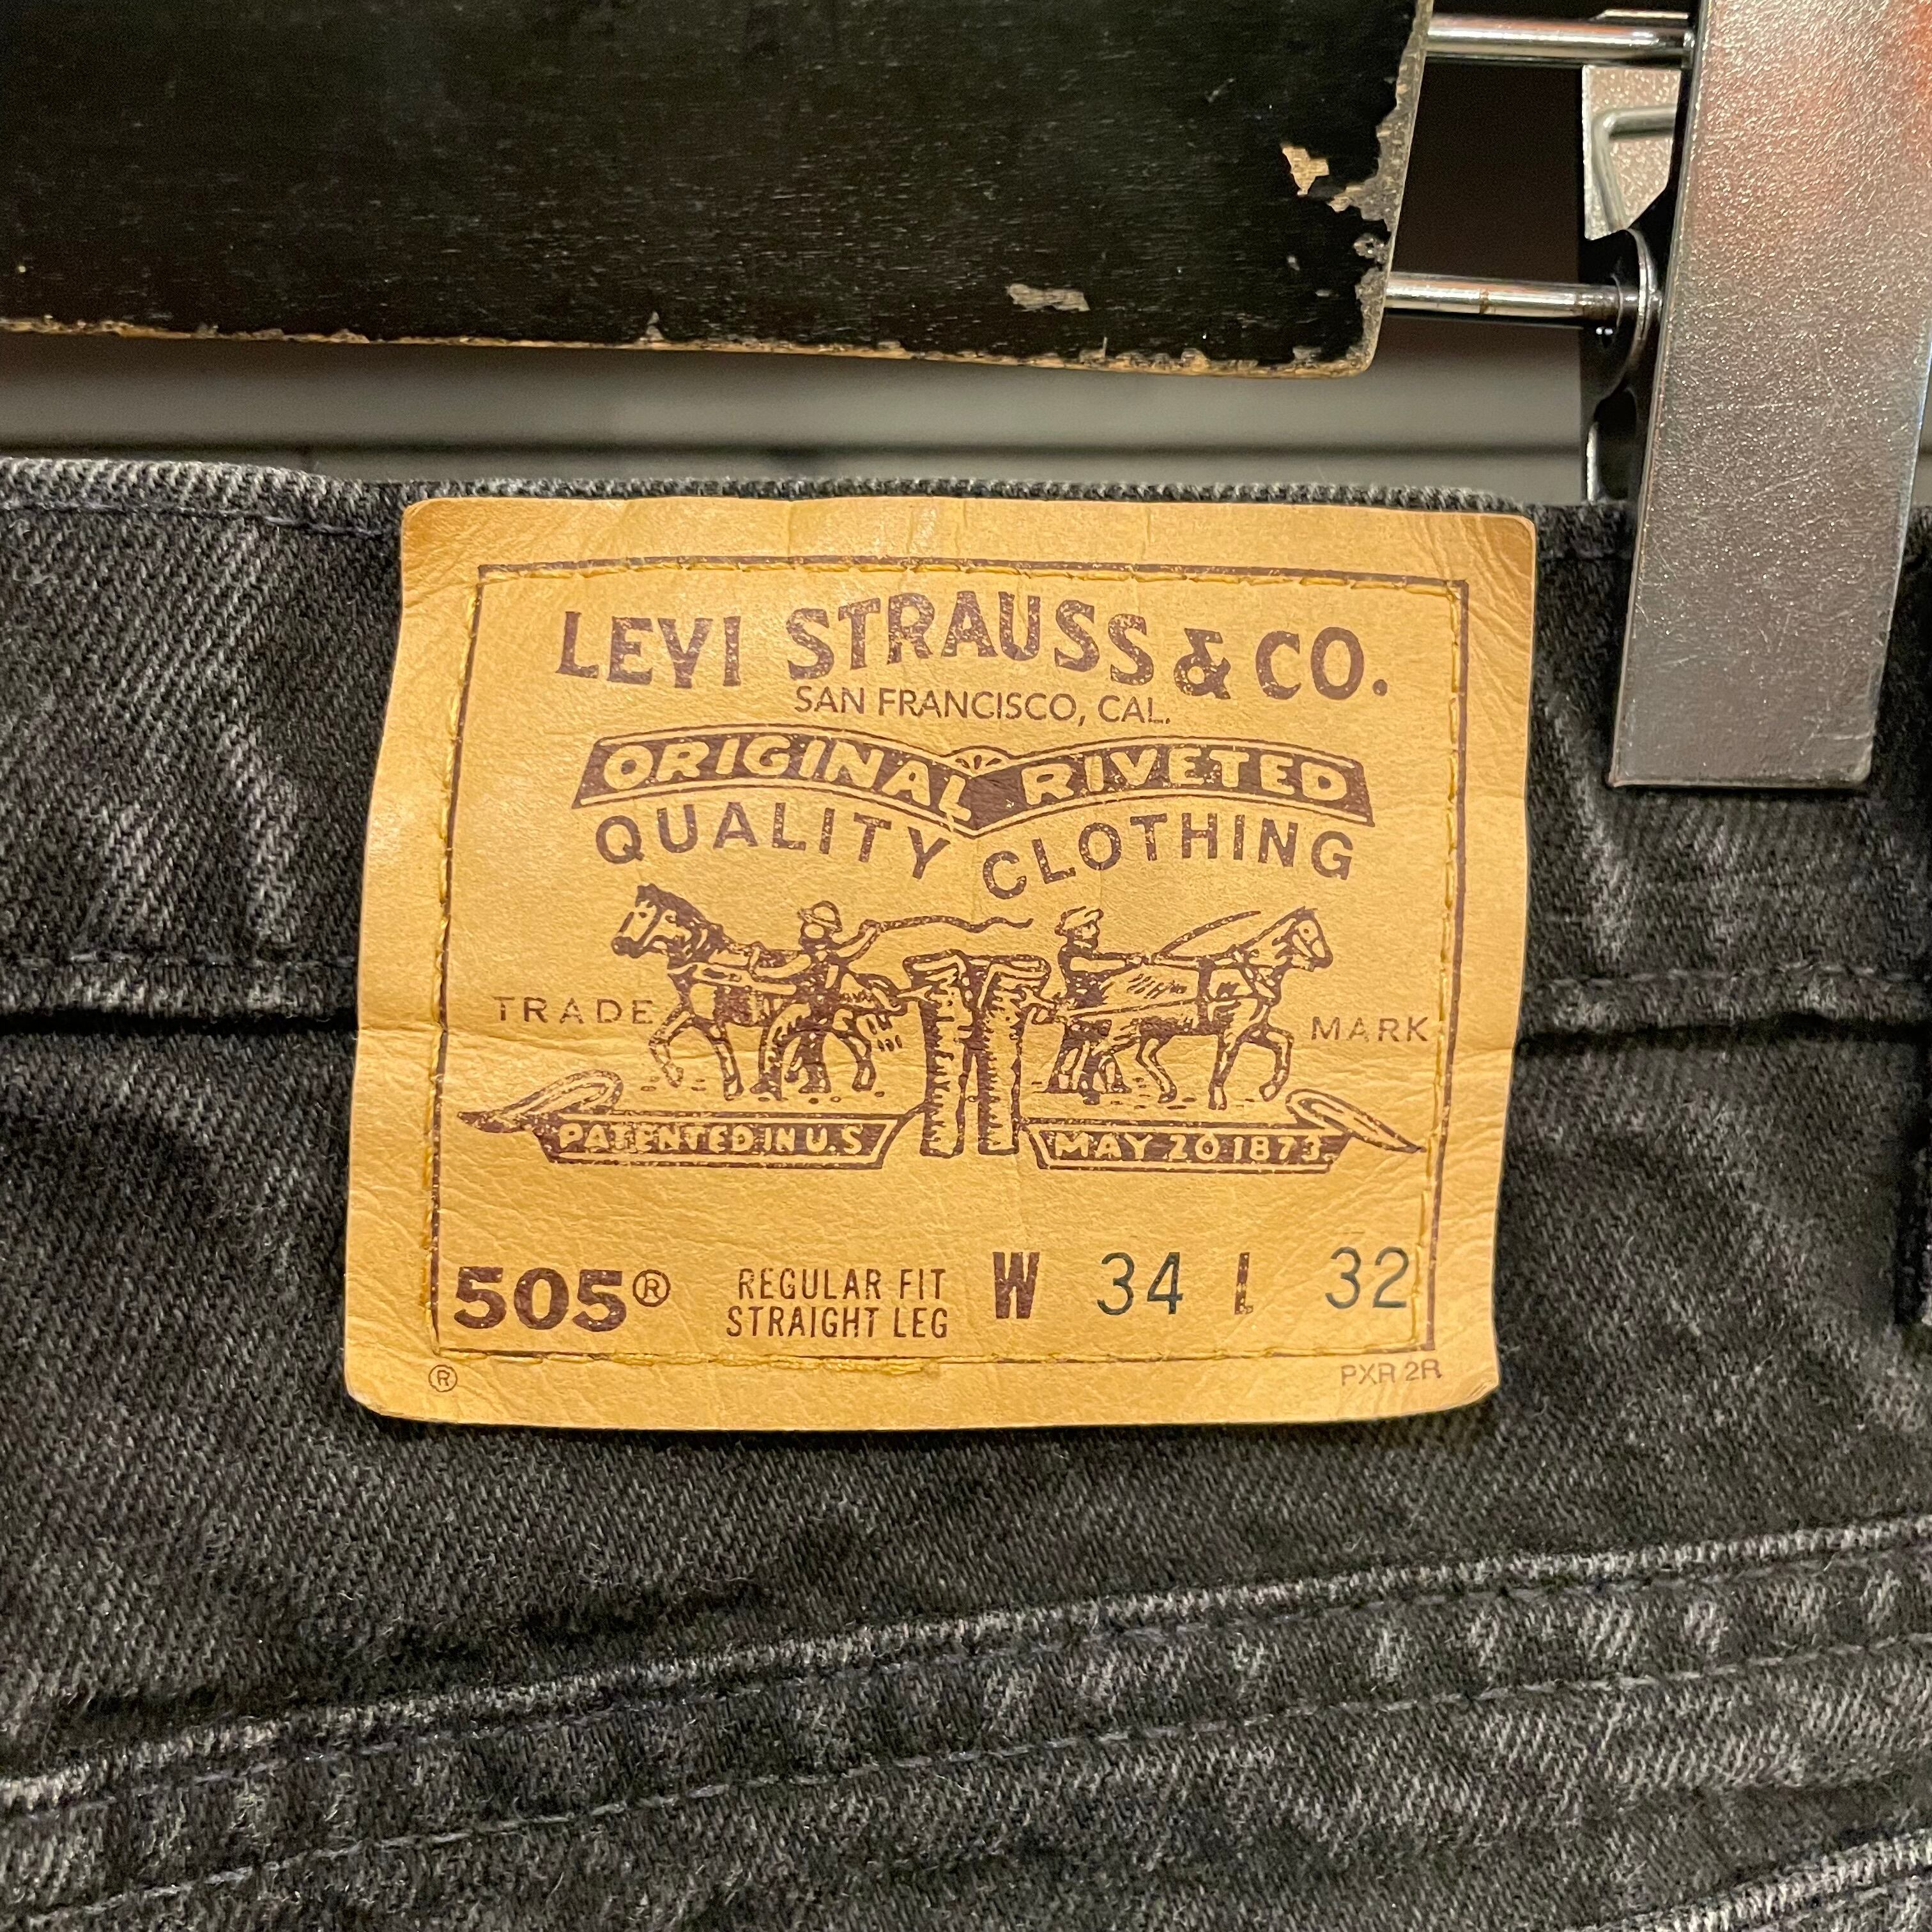 LEVI STRAUSS & CO.
SAN FRANCISCO, CAL.
ORIGINAL RIVETED
QUALITY CLOTHING
TRADE MARK
PATENTED IN U.S MAY 20 1873.
505® REGULAR FIT W 34 L 32
STRAIGHT LEG
® PXR 2R